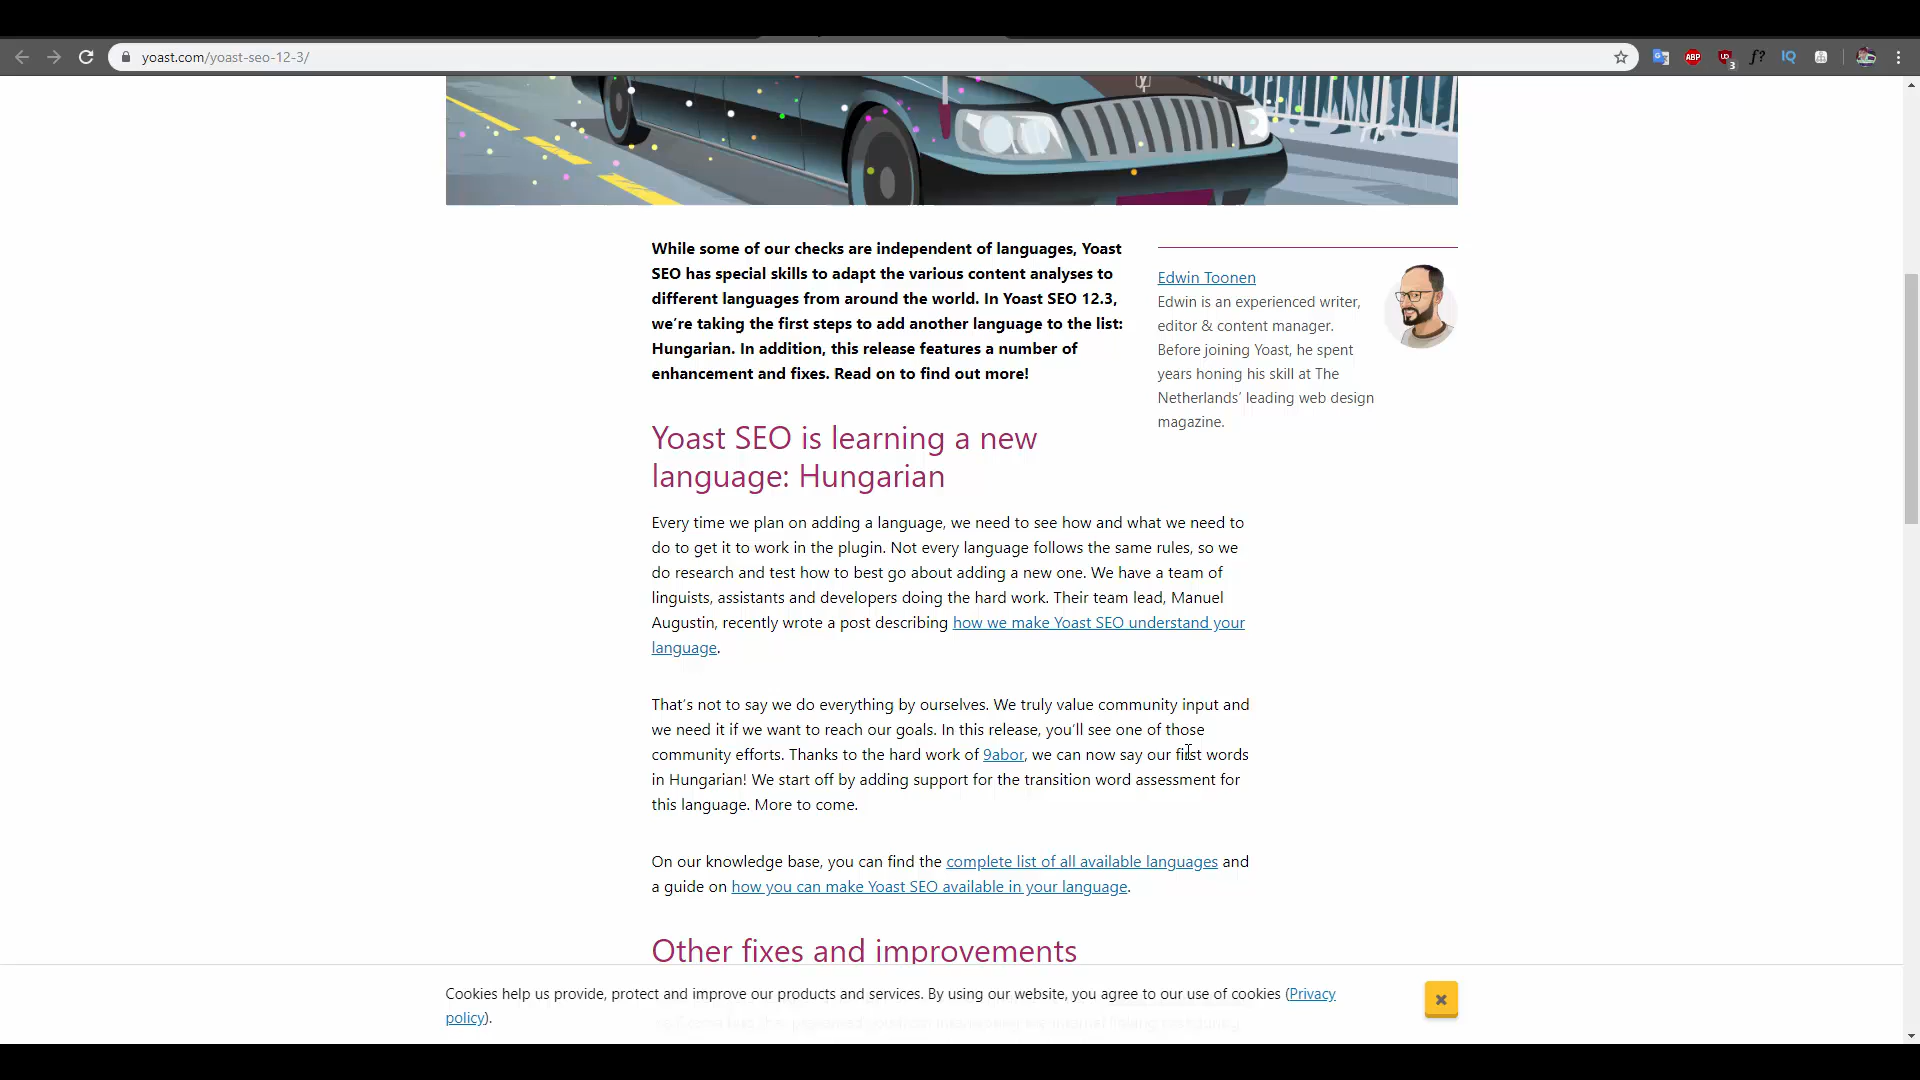 yoast.com/yoast-seo-12-3/
ABP
3
f?
IQ
While some of our checks are independent of languages, Yoast
SEO has special skills to adapt the various content analyses to
different languages from around the world. In Yoast SEO 12.3,
we're taking the first steps to add another language to the list:
Hungarian. In addition, this release features a number of
enhancement and fixes. Read on to find out more!
Edwin Toonen
Edwin is an experienced writer,
editor & content manager.
Before joining Yoast, he spent
years honing his skill at The
Netherlands' leading web design
magazine.
Yoast SEO is learning a new
language: Hungarian
Every time we plan on adding a language, we need to see how and what we need to
do to get it to work in the plugin. Not every language follows the same rules, so we
do research and test how to best go about adding a new one. We have a team of
linguists, assistants and developers doing the hard work. Their team lead, Manuel
Augustin, recently wrote a post describing how we make Yoast SEO understand your
language.
That's not to say we do everything by ourselves. We truly value community input and
we need it if we want to reach our goals. In this release, you'll see one of those
community efforts. Thanks to the hard work of 9abor, we can now say our first words
in Hungarian! We start off by adding support for the transition word assessment for
this language. More to come.
On our knowledge base, you can find the complete list of all available languages and
a guide on how you can make Yoast SEO available in your language.
Other fixes and improvements
Cookies help us provide, protect and improve our products and services. By using our website, you agree to our use of cookies (Privacy
policy).